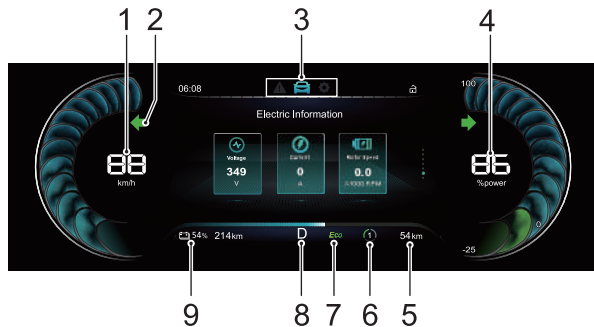 1 2 3 4
06:08
100
Electric Information
Voltage Current Motor Speed
349 0 0.0
V A X1000 RPM
88
km/h
86
%power
0
-25
54% 214km D Eco 1 54km
9 8 7 6 5